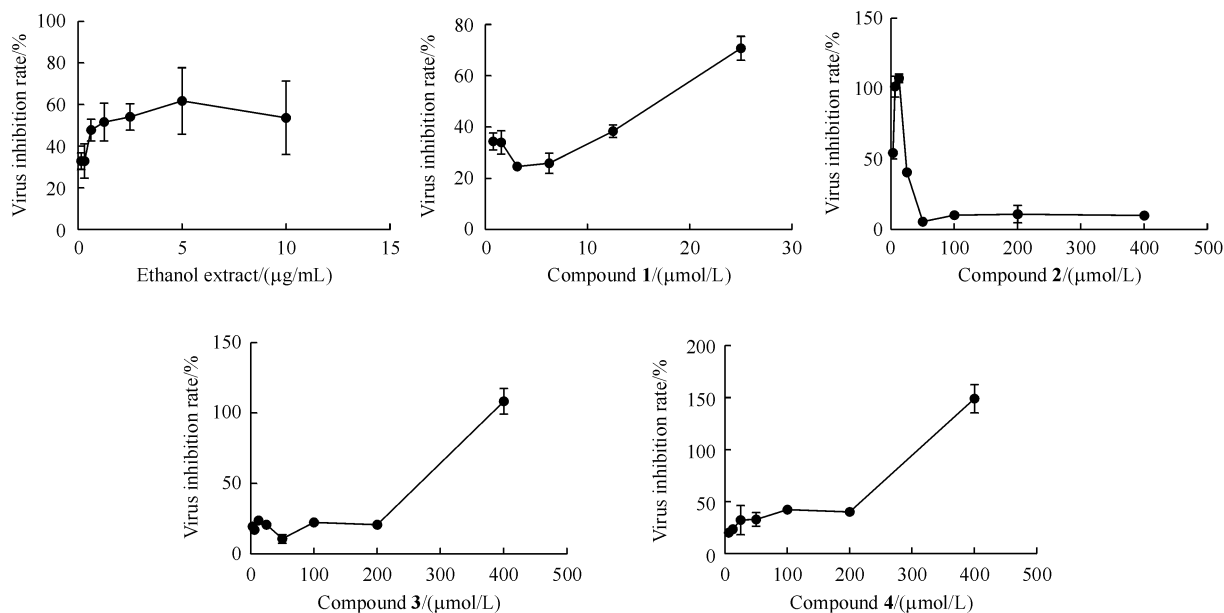 Virus inhibition rate/%
100
80
60
40
20
0
0 5 10 15
Ethanol extract/(μg/mL)
Virus inhibition rate/%
80
60
40
20
0
0 10 20 30
Compound 1/(μmol/L)
Virus inhibition rate/%
150
100
50
0
0 100 200 300 400 500
Compound 2/(μmol/L)
Virus inhibition rate/%
150
100
50
0
0 100 200 300 400 500
Compound 3/(μmol/L)
Virus inhibition rate/%
200
150
100
50
0
0 100 200 300 400 500
Compound 4/(μmol/L)